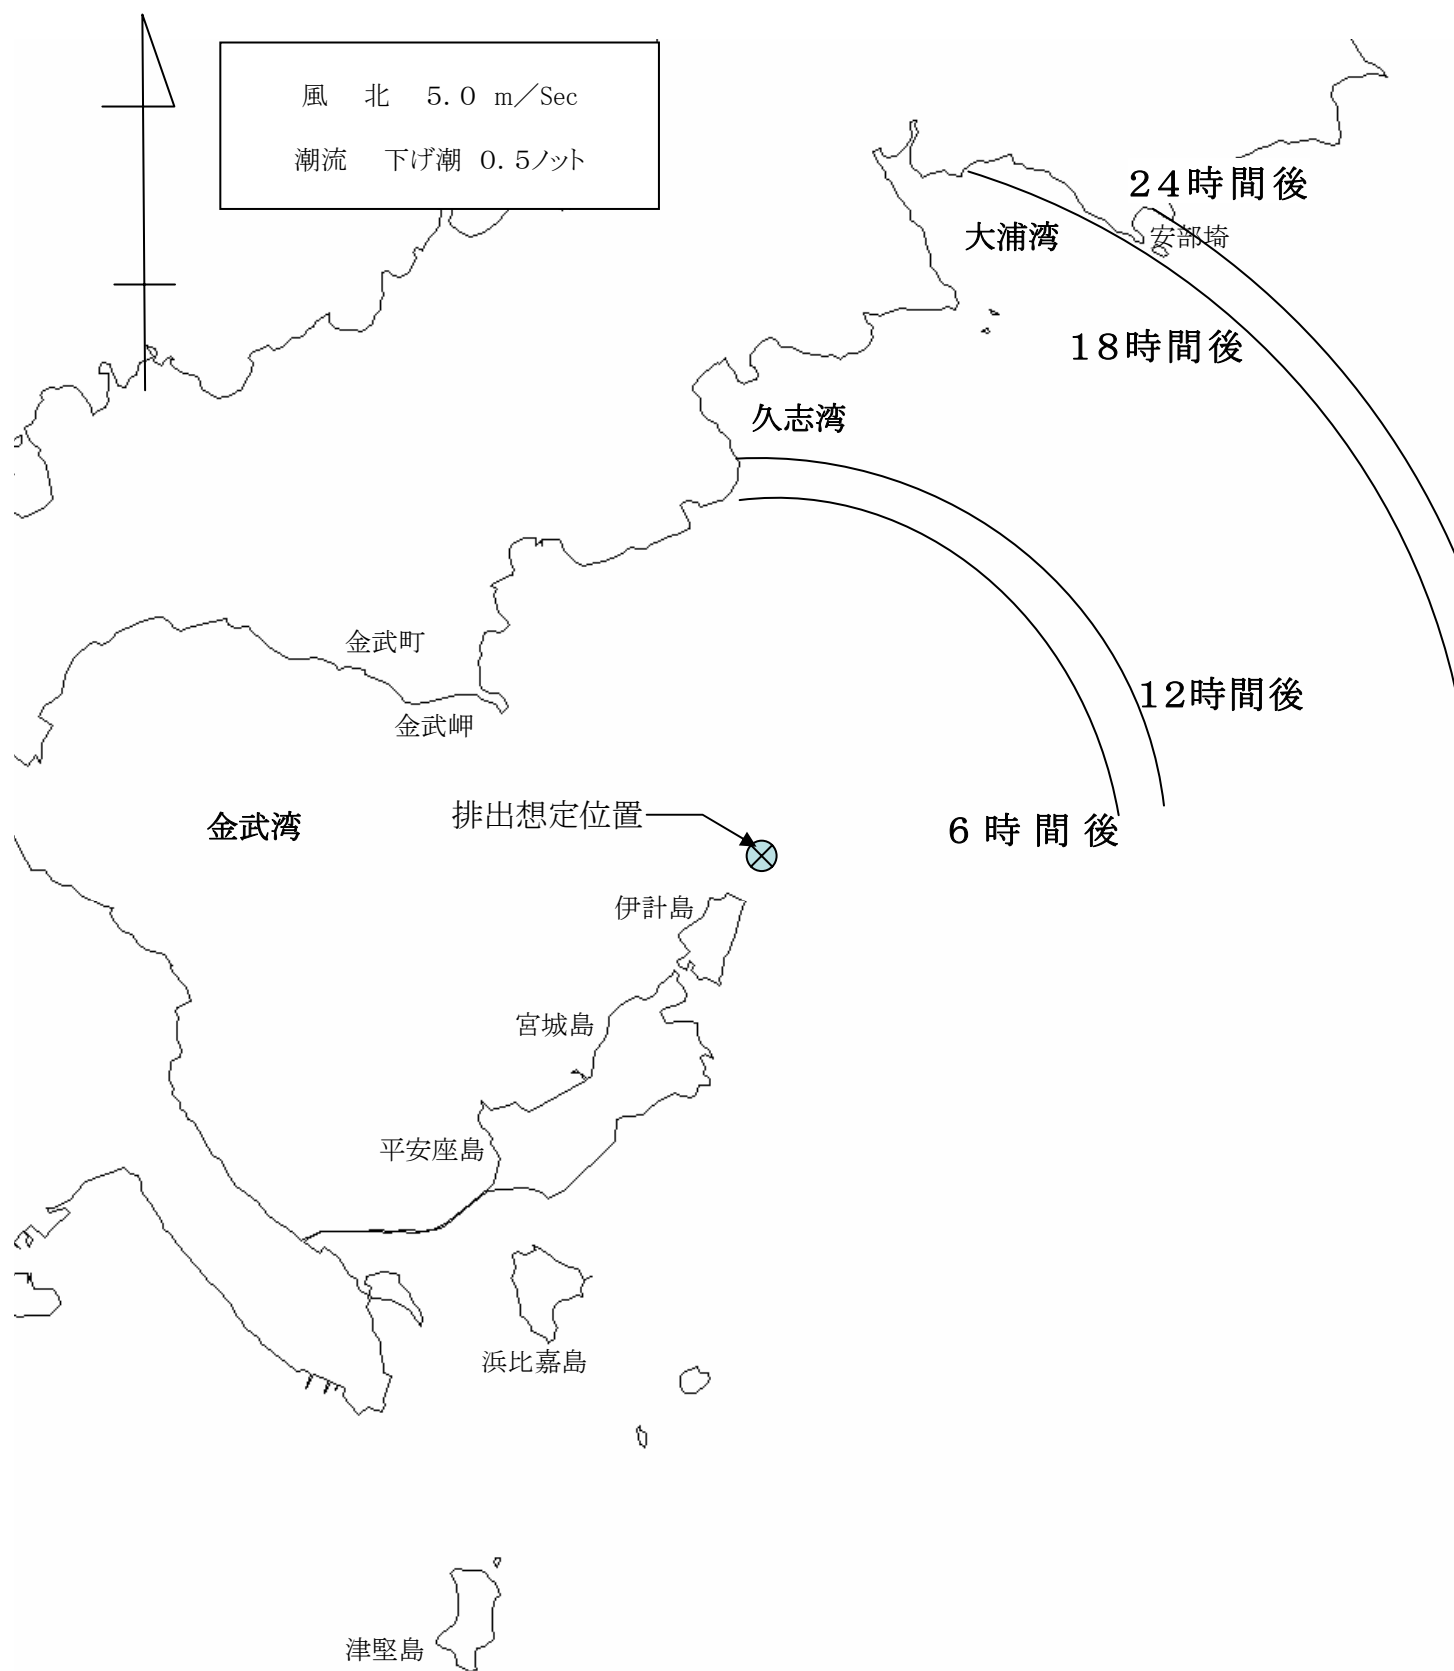 風　北　５.０ m／Sec
潮流　下げ潮　０.５ノット
２４時間後
大浦湾
安部埼
１８時間後
久志湾
金武町
１２時間後
金武岬
排出想定位置
金武湾
６時間後
伊計島
宮城島
平安座島
浜比嘉島
津堅島